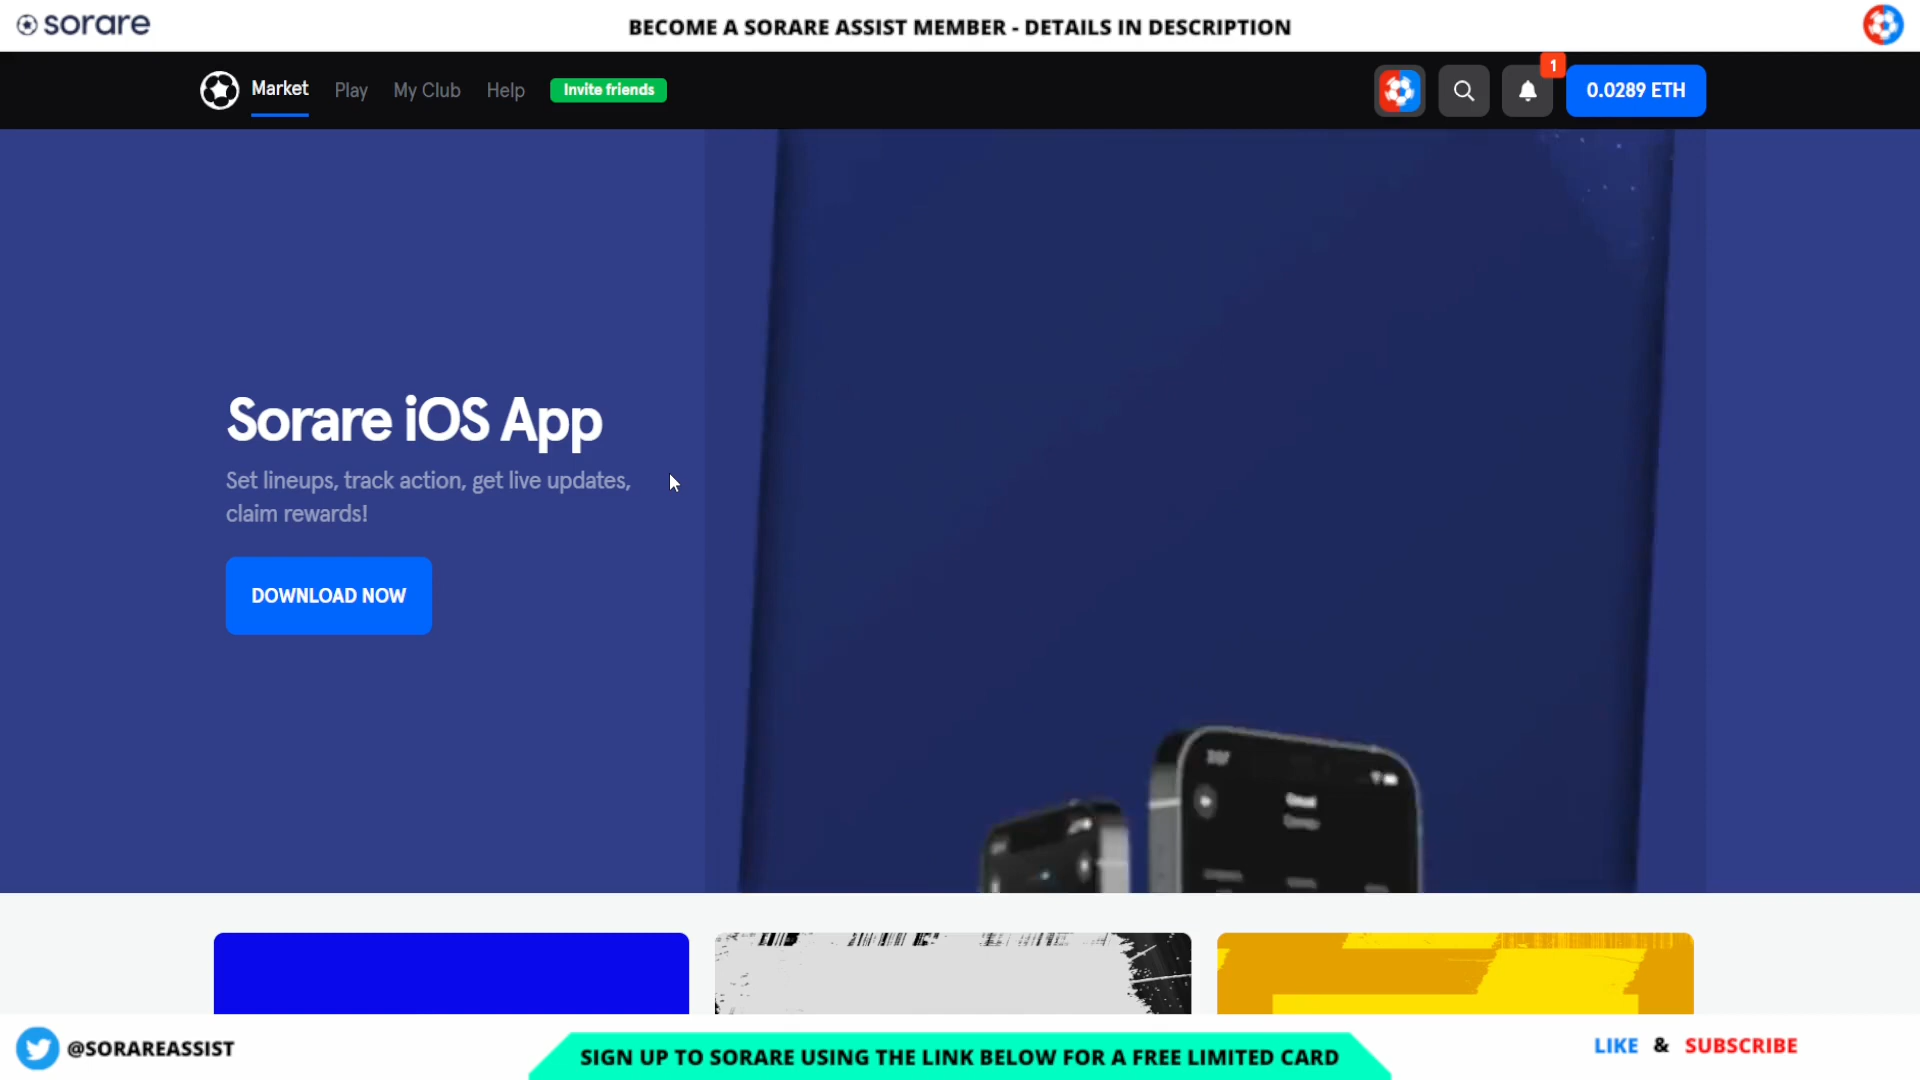 sorare
BECOME A SORARE ASSIST MEMBER - DETAILS IN DESCRIPTION
Market
Play
My Club
Help
Invite friends
1
0.0289 ETH
Sorare iOS App
Set lineups, track action, get live updates,
claim rewards!
DOWNLOAD NOW
@SORAREASSIST
SIGN UP TO SORARE USING THE LINK BELOW FOR A FREE LIMITED CARD
LIKE & SUBSCRIBE